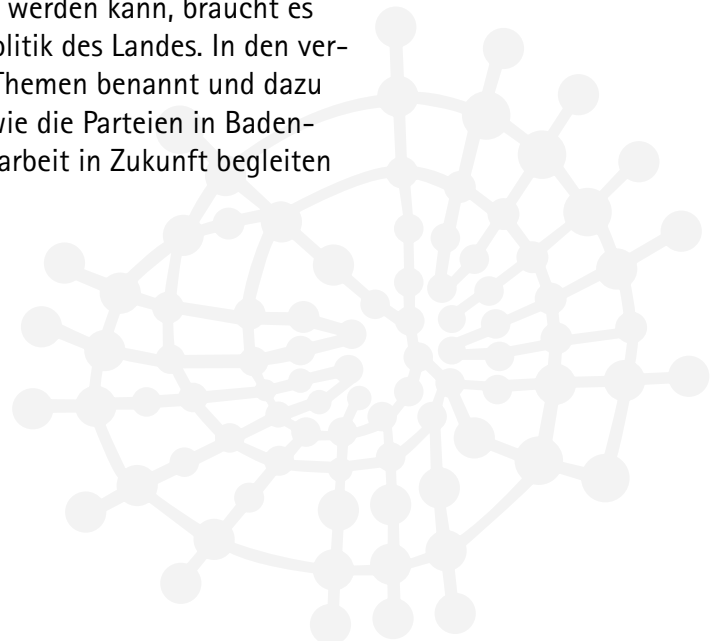 werden kann, braucht es
olitik des Landes. In den ver-
Themen benannt und dazu
wie die Parteien in Baden-
arbeit in Zukunft begleiten